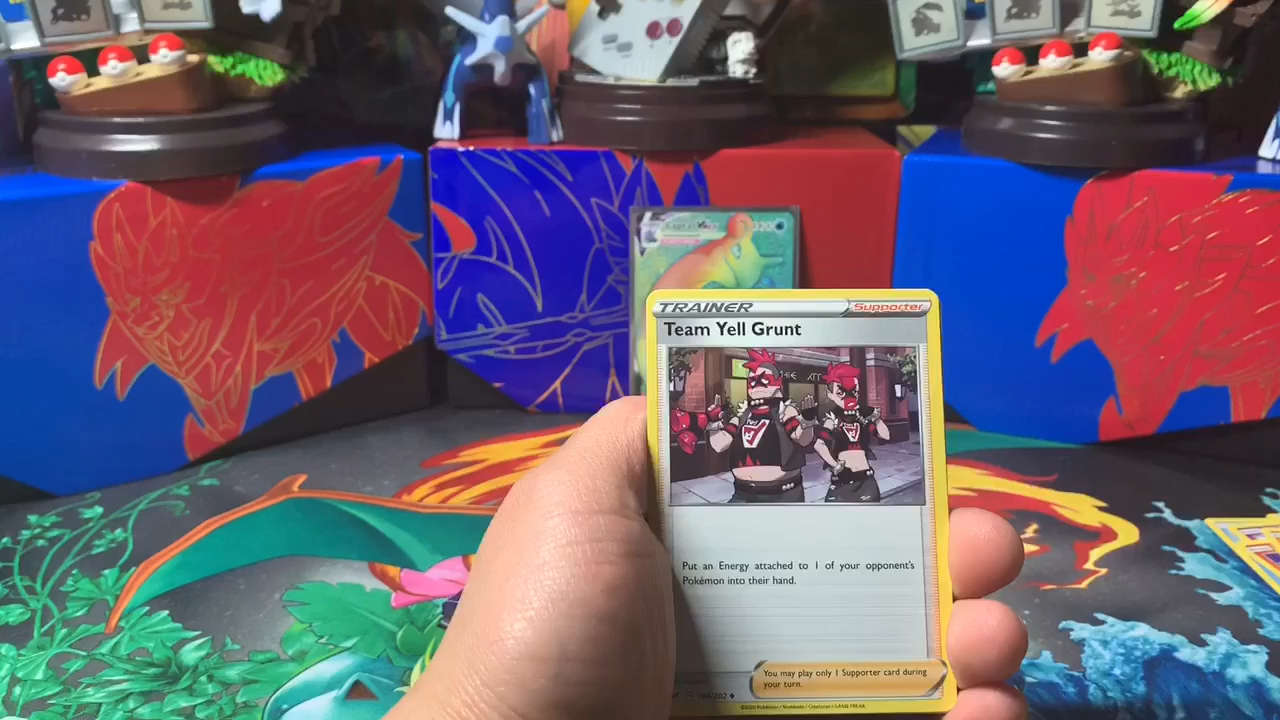 TRAINER
Supporter
Team Yell Grunt
Put an Energy attached to 1 of your opponent's
Pokémon into their hand.
You may play only 1 Supporter card during
your turn.
©2020 Pokémon / Nintendo / Creatures / GAME FREAK